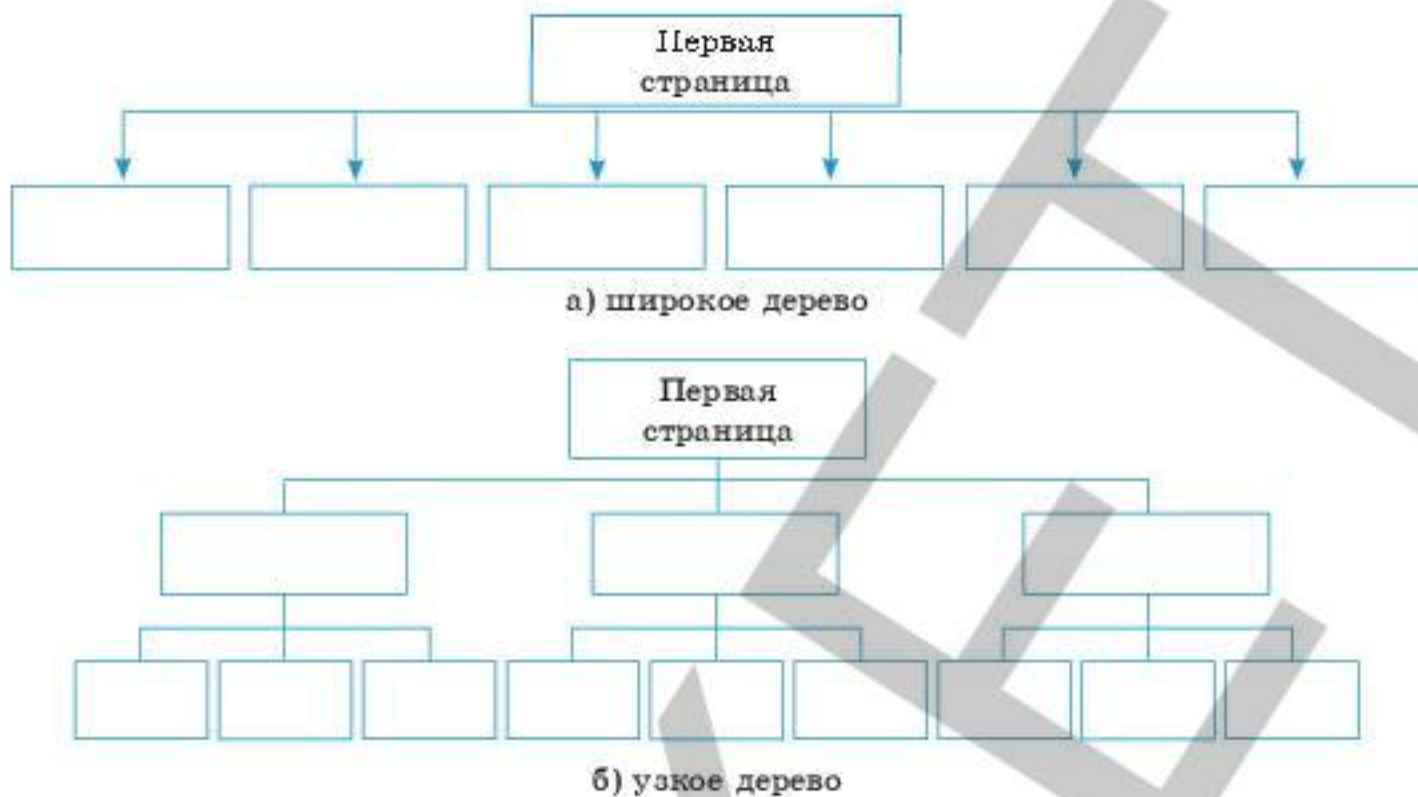 Первая
страница
а) широкое дерево
Первая
страница
б) узкое дерево